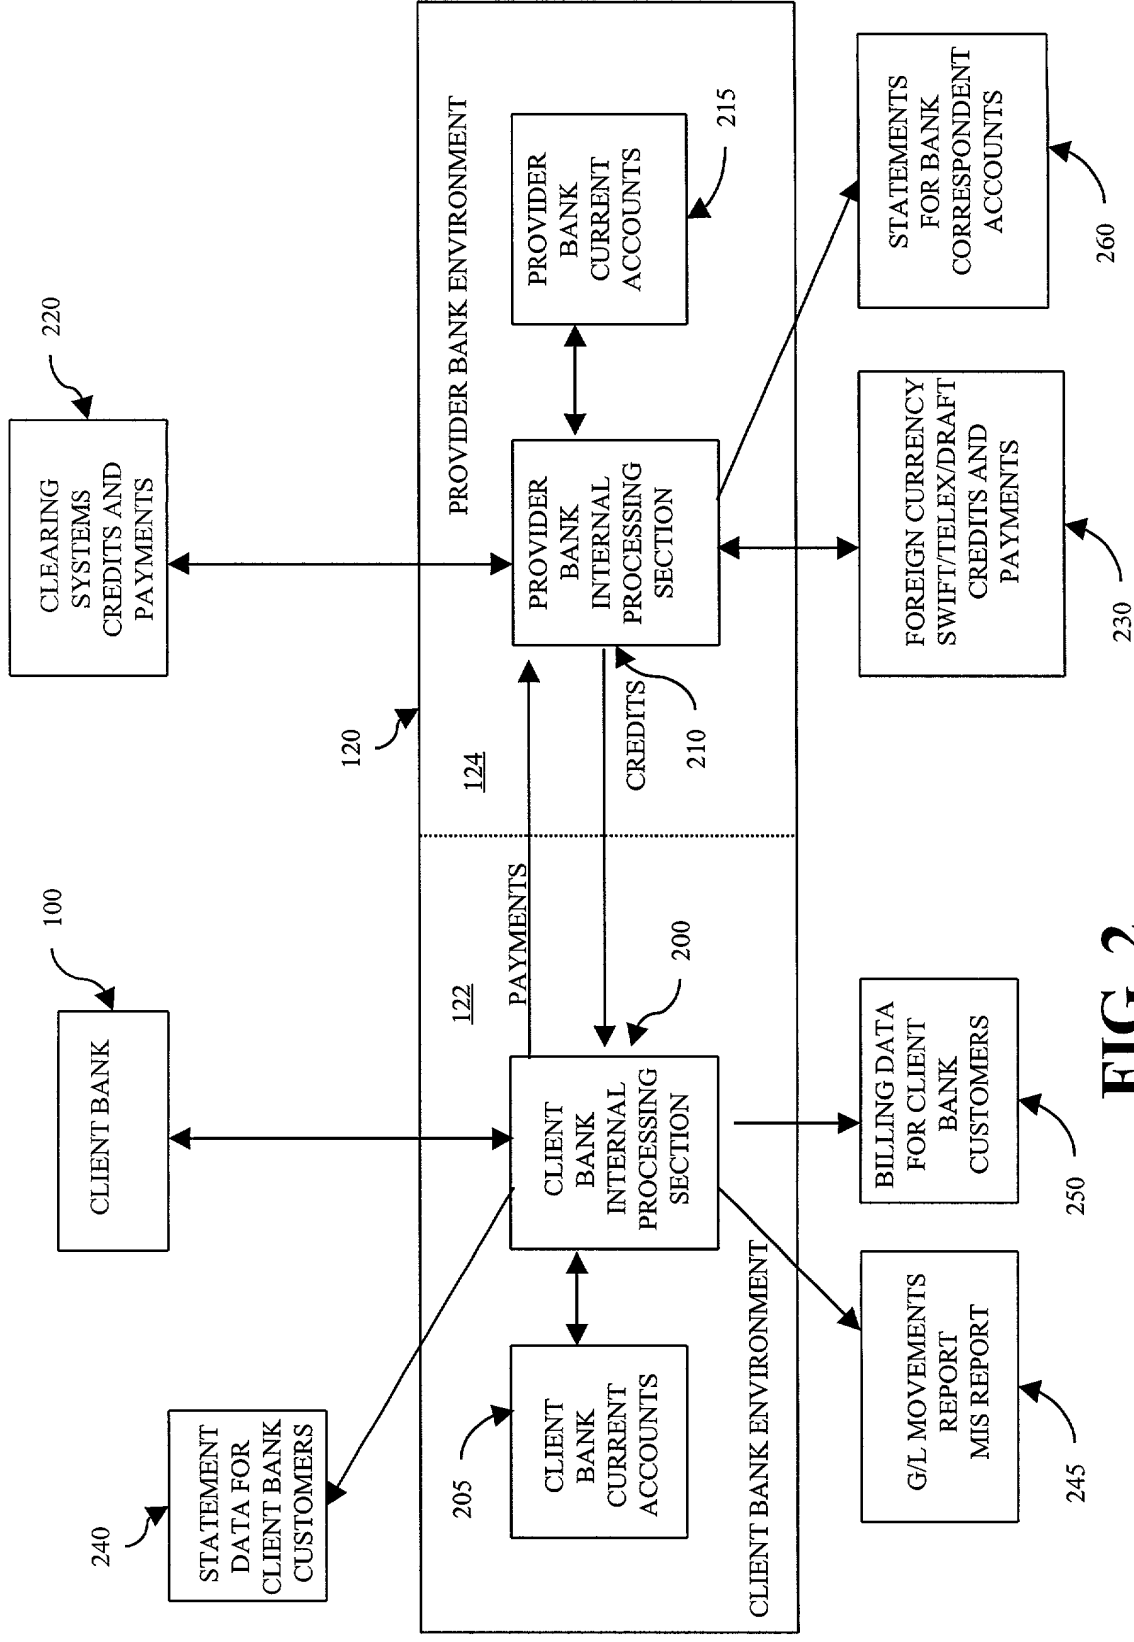 240
STATEMENT
DATA FOR
CLIENT BANK
CUSTOMERS
CLIENT BANK
100
CLEARING
SYSTEMS
CREDITS AND
PAYMENTS
220
120
122
124
PROVIDER BANK ENVIRONMENT
205
CLIENT
BANK
CURRENT
ACCOUNTS
CLIENT
BANK
INTERNAL
PROCESSING
SECTION
200
PAYMENTS
CREDITS
210
PROVIDER
BANK
INTERNAL
PROCESSING
SECTION
PROVIDER
BANK
CURRENT
ACCOUNTS
215
CLIENT BANK ENVIRONMENT
G/L MOVEMENTS
REPORT
MIS REPORT
245
BILLING DATA
FOR CLIENT
BANK
CUSTOMERS
250
FOREIGN CURRENCY
SWIFT/TELEX/DRAFT
CREDITS AND
PAYMENTS
230
STATEMENTS
FOR BANK
CORRESPONDENT
ACCOUNTS
260
FIG. 2